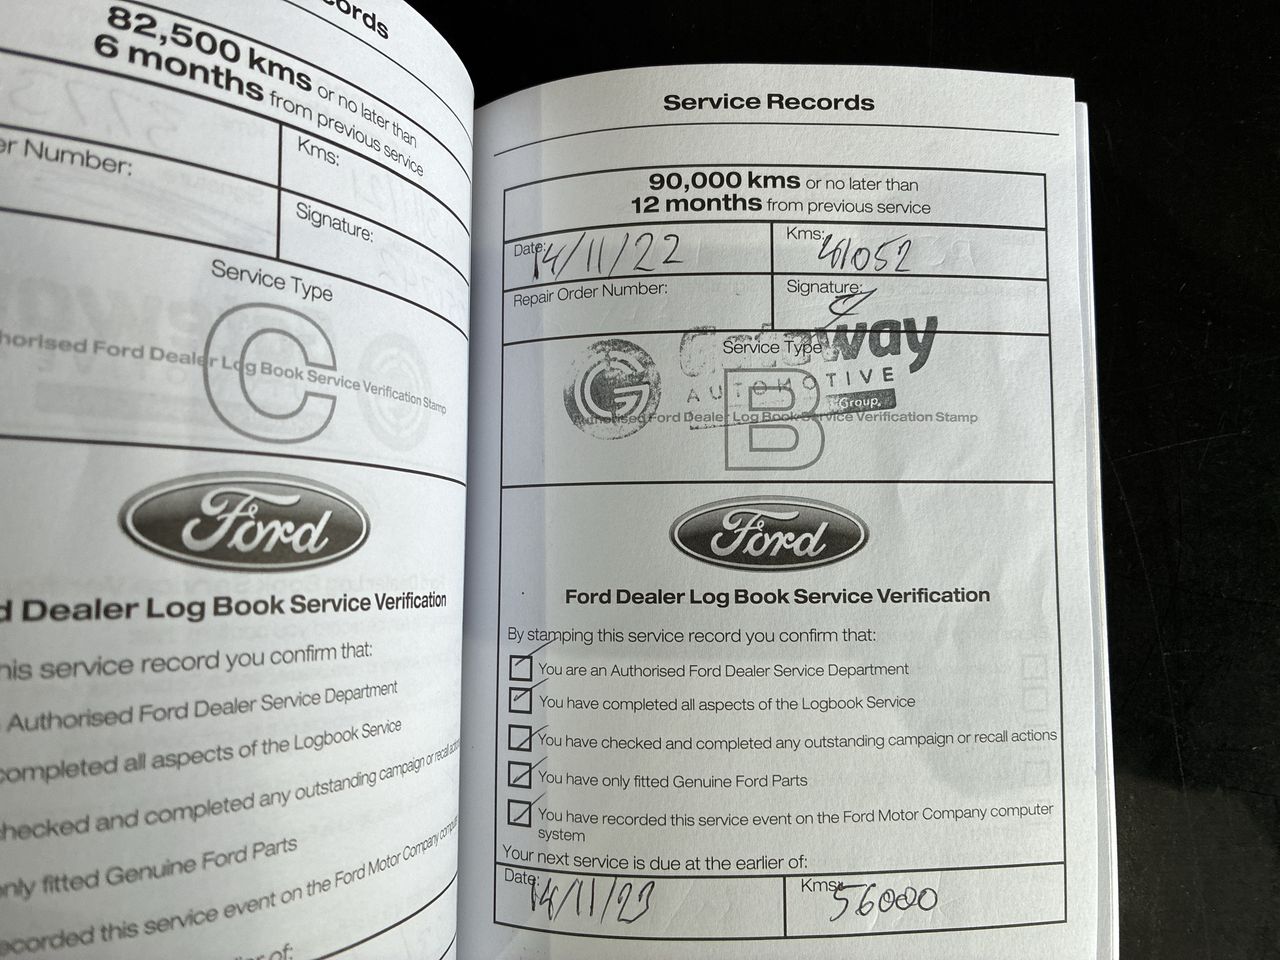 82,500 kms or no later than
6 months from previous service
Number:
Kms:
Signature:
Service Type
C
Ford Dealer Log Book Service Verification Stamp
Ford
Dealer Log Book Service Verification
this service record you confirm that:
Authorised Ford Dealer Service Department
completed all aspects of the Logbook Service
checked and completed any outstanding campaign or recall
only fitted Genuine Ford Parts
recorded this service event on the Ford Motor Company
of:
Service Records
90,000 kms or no later than
12 months from previous service
Date: 14/11/22
Kms: 41052
Repair Order Number:
Signature:
Service Type
Gateway
AUTOMOTIVE
Group.
B
Authorised Ford Dealer Log Book Service Verification Stamp
Ford
Ford Dealer Log Book Service Verification
By stamping this service record you confirm that:
You are an Authorised Ford Dealer Service Department
You have completed all aspects of the Logbook Service
You have checked and completed any outstanding campaign or recall actions
You have only fitted Genuine Ford Parts
You have recorded this service event on the Ford Motor Company computer
system
Your next service is due at the earlier of:
Date: 14/11/23
Kms: 56000